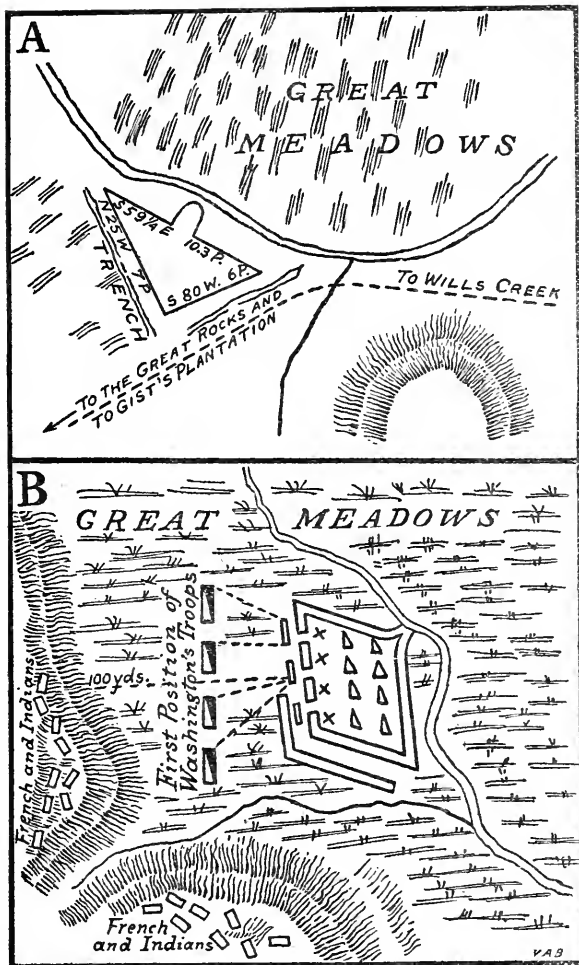 A
GREAT
MEADOWS
S 59¼ E 10.3 P.
N 25 W. 7 P
S 80 W. 6 P.
TRENCH
TO WILLS CREEK
TO THE GREAT ROCKS AND
TO GIST'S PLANTATION
B
GREAT MEADOWS
First Position of
Washington's Troops
100 yds.
French and Indians
French
and Indians
VAB